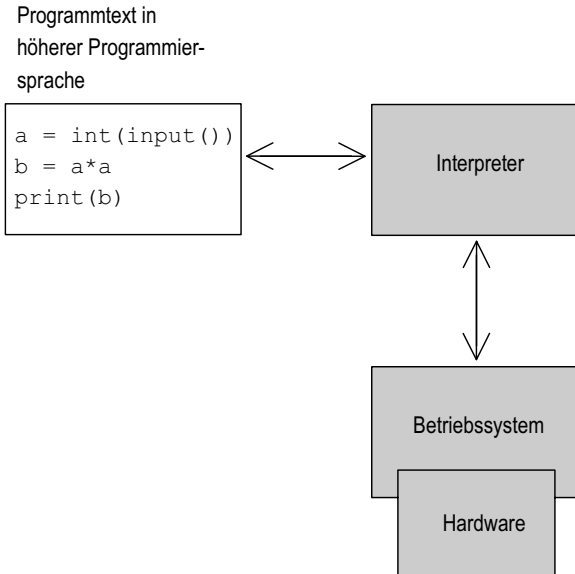 Programmtext in
höherer Programmier-
sprache
a = int(input())
b = a*a
print(b)
Interpreter
Betriebssystem
Hardware